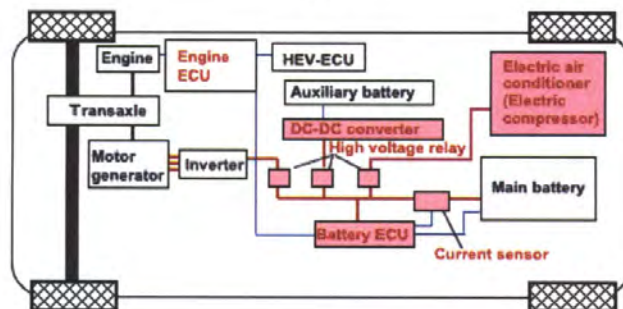 Engine
Engine
ECU
HEV-ECU
Electric air
conditioner
(Electric
compressor)
Auxiliary battery
Transaxle
DC-DC converter
High voltage relay
Motor
generator
Inverter
Main battery
Battery ECU
Current sensor